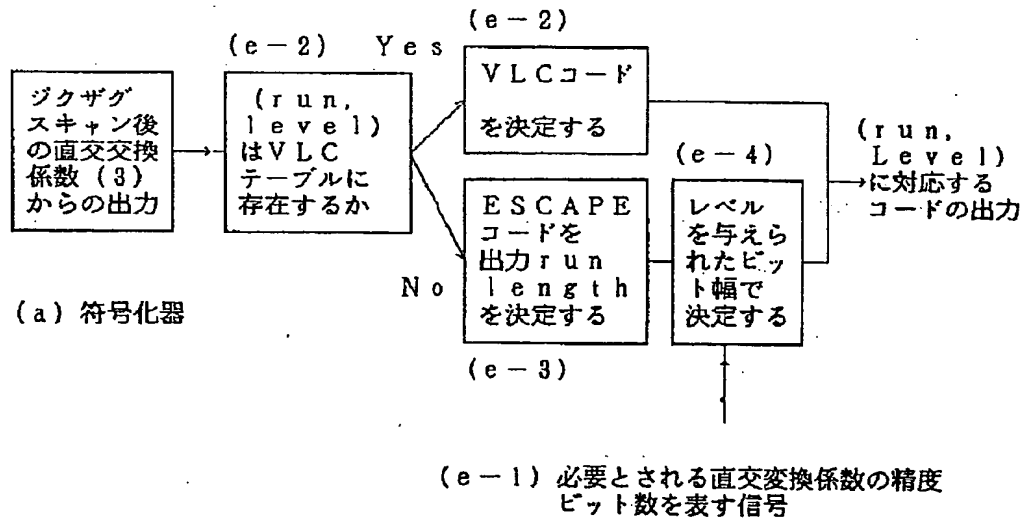 (e－2)
(e－2) Yes
ジクザグ
スキャン後
の直交交換
係数(3)
からの出力
(run,
level)
はVLC
テーブルに
存在するか
VLCコード
を決定する
(e－4)
ESCAPE
コードを
出力run
length
を決定する
No
(e－3)
レベル
を与えら
れたビッ
ト幅で
決定する
(run,
Level)
に対応する
コードの出力
(a) 符号化器
(e－1) 必要とされる直交変換係数の精度
ビット数を表す信号